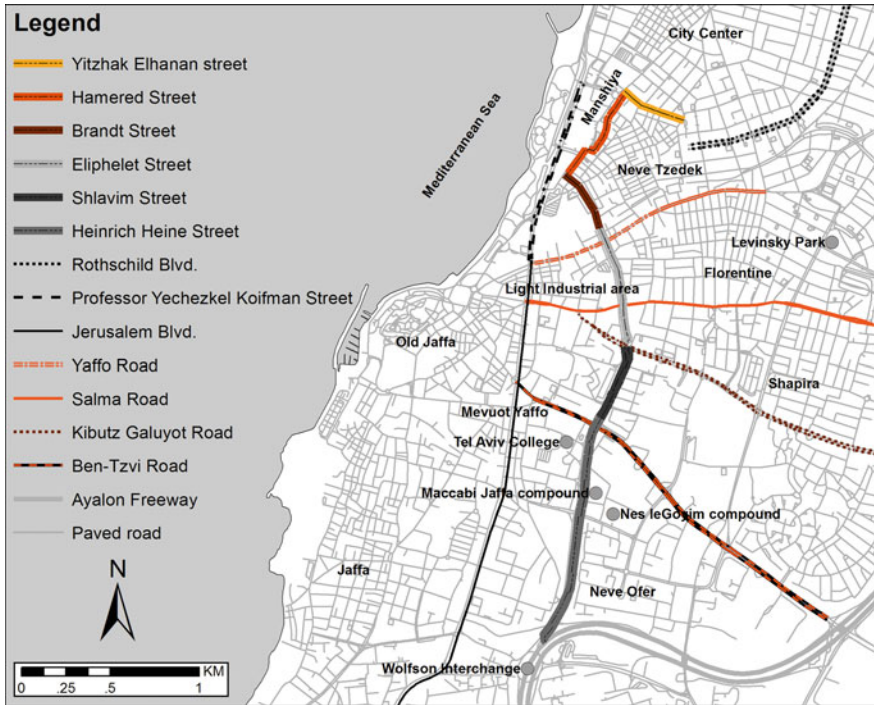 Legend
Yitzhak Elhanan street
Hamered Street
Brandt Street
Eliphelet Street
Shlavim Street
Heinrich Heine Street
Rothschild Blvd.
Professor Yechezkel Koifman Street
Jerusalem Blvd.
Yaffo Road
Salma Road
Kibutz Galuyot Road
Ben-Tzvi Road
Ayalon Freeway
Paved road
N
KM
0 .25 .5 1
City Center
Manshiya
Mediterranean Sea
Neve Tzedek
Levinsky Park
Florentine
Light Industrial area
Old Jaffa
Shapira
Mevuot Yaffo
Tel Aviv College
Maccabi Jaffa compound
Nes leGoyim compound
Jaffa
Neve Ofer
Wolfson Interchange